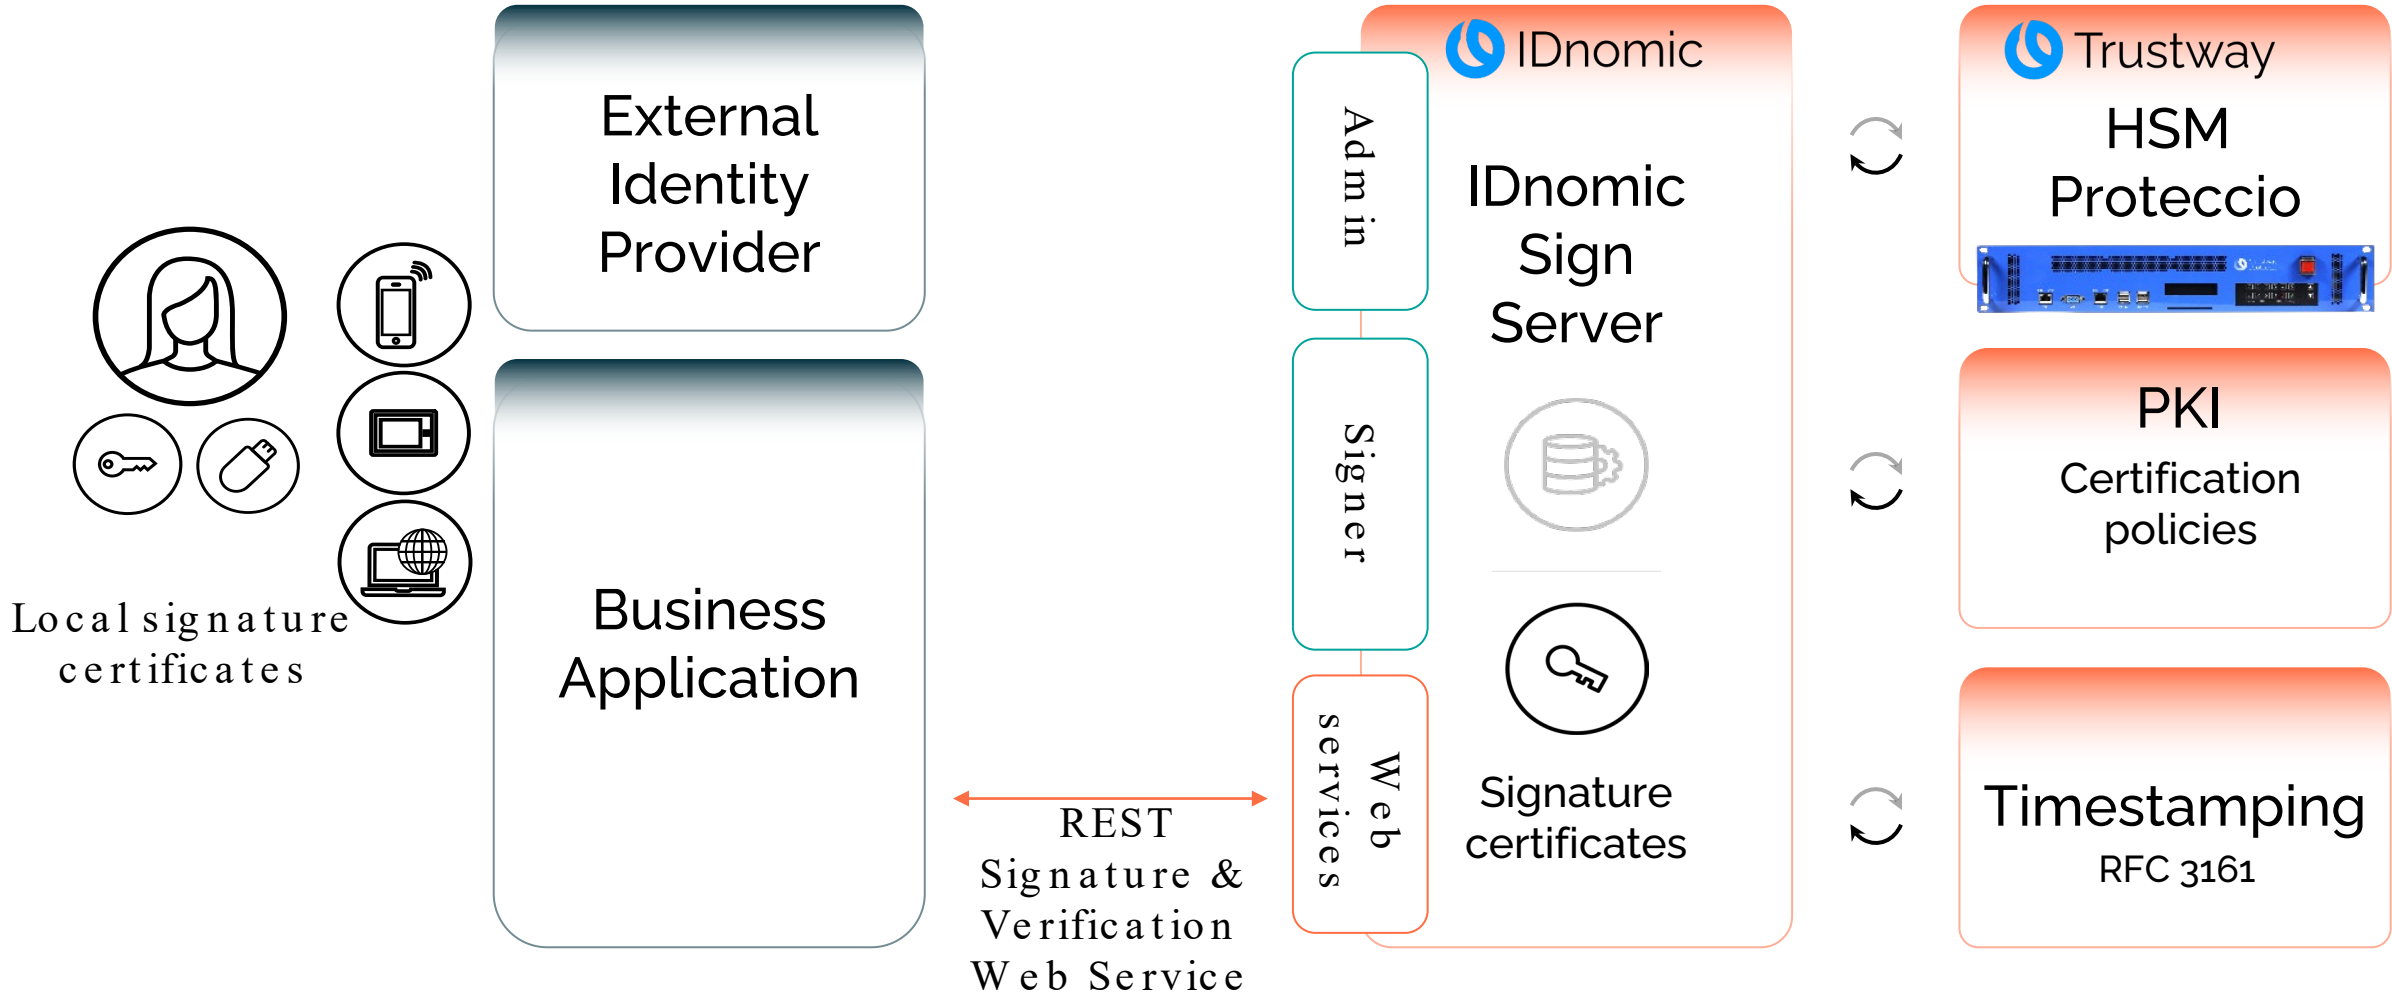 External
Identity
Provider
Local signature
certificates
Business
Application
REST
Signature &
Verification
Web Service
Admin
Signer
Web
services
IDnomic
IDnomic
Sign
Server
Signature
certificates
Trustway
HSM
Proteccio
PKI
Certification
policies
Timestamping
RFC 3161